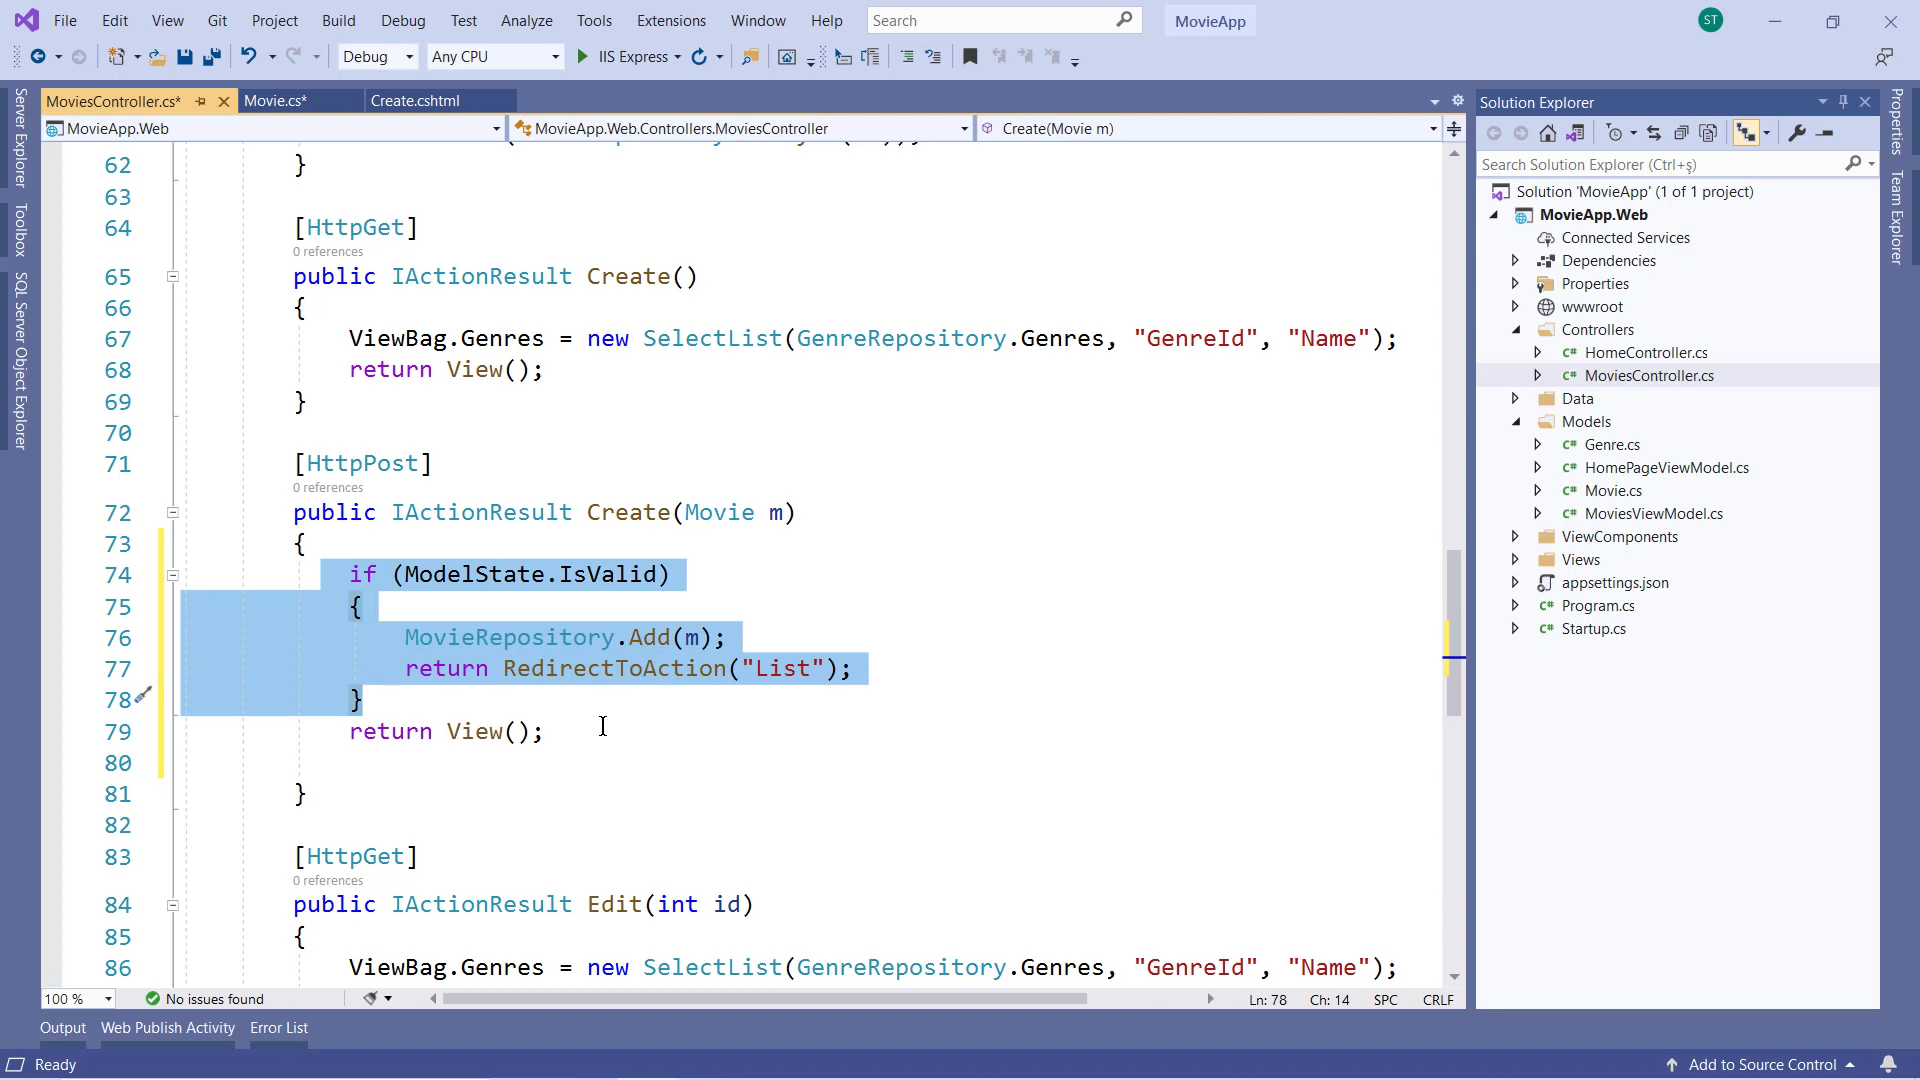 File Edit View Git Project Build Debug Test Analyze Tools Extensions Window Help Search MovieApp ST
Debug Any CPU IIS Express
Server Explorer
Toolbox
SQL Server Object Explorer
MoviesController.cs* Movie.cs* Create.cshtml
MovieApp.Web MovieApp.Web.Controllers.MoviesController Create(Movie m)
62 }
63
64 [HttpGet]
0 references
65 public IActionResult Create()
66 {
67 ViewBag.Genres = new SelectList(GenreRepository.Genres, "GenreId", "Name");
68 return View();
69 }
70
71 [HttpPost]
0 references
72 public IActionResult Create(Movie m)
73 {
74 if (ModelState.IsValid)
75 {
76 MovieRepository.Add(m);
77 return RedirectToAction("List");
78 }
79 return View();
80
81 }
82
83 [HttpGet]
0 references
84 public IActionResult Edit(int id)
85 {
86 ViewBag.Genres = new SelectList(GenreRepository.Genres, "GenreId", "Name");
100 % No issues found Ln: 78 Ch: 14 SPC CRLF
Solution Explorer
Search Solution Explorer (Ctrl+ş)
Solution 'MovieApp' (1 of 1 project)
MovieApp.Web
Connected Services
Dependencies
Properties
wwwroot
Controllers
C# HomeController.cs
C# MoviesController.cs
Data
Models
C# Genre.cs
C# HomePageViewModel.cs
C# Movie.cs
C# MoviesViewModel.cs
ViewComponents
Views
appsettings.json
C# Program.cs
C# Startup.cs
Properties
Team Explorer
Output Web Publish Activity Error List
Ready Add to Source Control